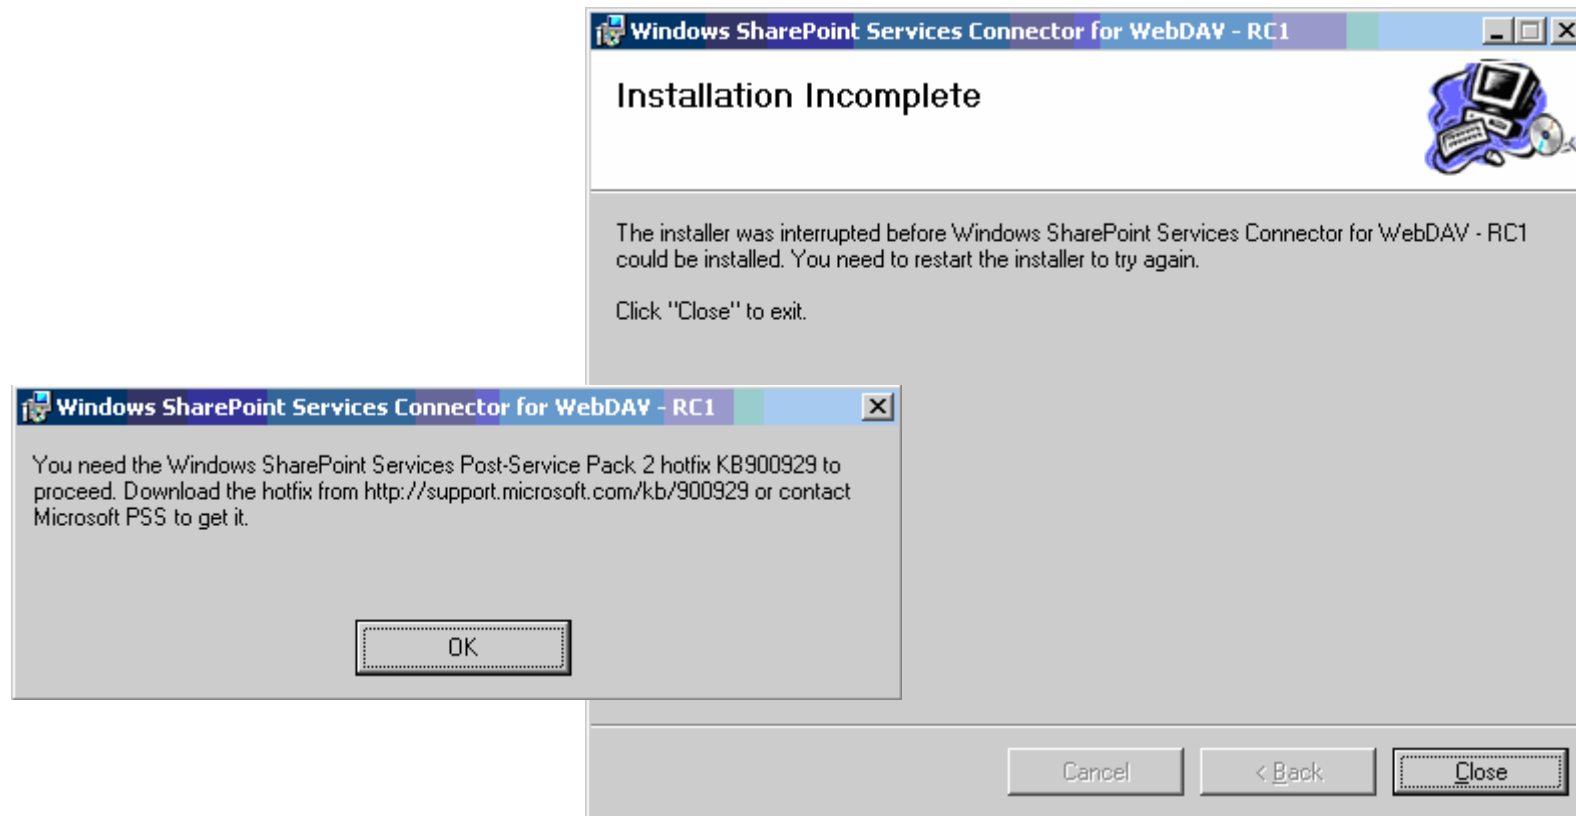 Windows SharePoint Services Connector for WebDAV - RC1
Installation Incomplete
The installer was interrupted before Windows SharePoint Services Connector for WebDAV - RC1
could be installed. You need to restart the installer to try again.
Click "Close" to exit.
Windows SharePoint Services Connector for WebDAV - RC1
You need the Windows SharePoint Services Post-Service Pack 2 hotfix KB900929 to
proceed. Download the hotfix from http://support.microsoft.com/kb/900929 or contact
Microsoft PSS to get it.
OK
Cancel
< Back
Close